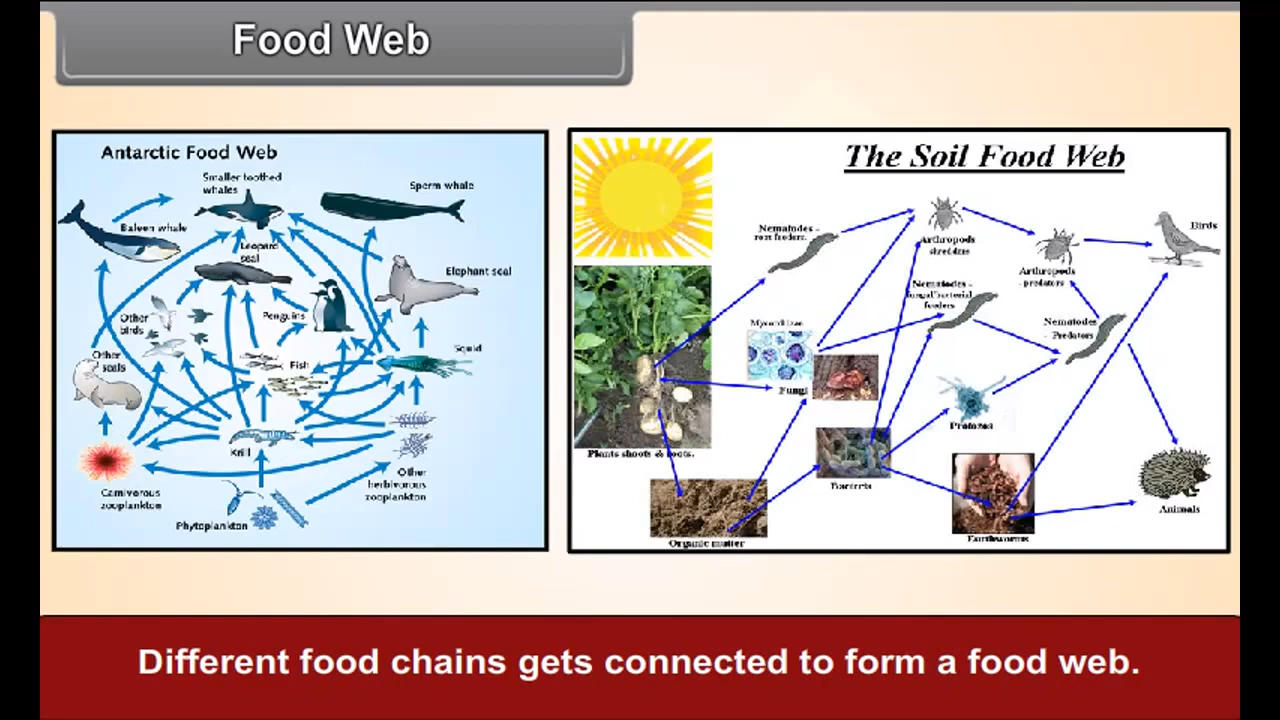 Food Web
Antarctic Food Web
Smaller toothed
whales
Sperm whale
Baleen whale
Leopard
seal
Elephant seal
Other
birds
Penguins
Squid
Other
seals
Fish
Krill
Other
herbivorous
zooplankton
Carnivorous
zooplankton
Phytoplankton
The Soil Food Web
Nematodes -
root feeders.
Arthropods
shredders
Birds
Arthropods
- predators
Nematodes -
fungal/bacterial
feeders
Nematodes
- Predators
Mycorrhizae
Fungi
Plants shoots & roots.
Protozoa
Bacteria
Organic matter
Earthworms
Animals
Different food chains gets connected to form a food web.